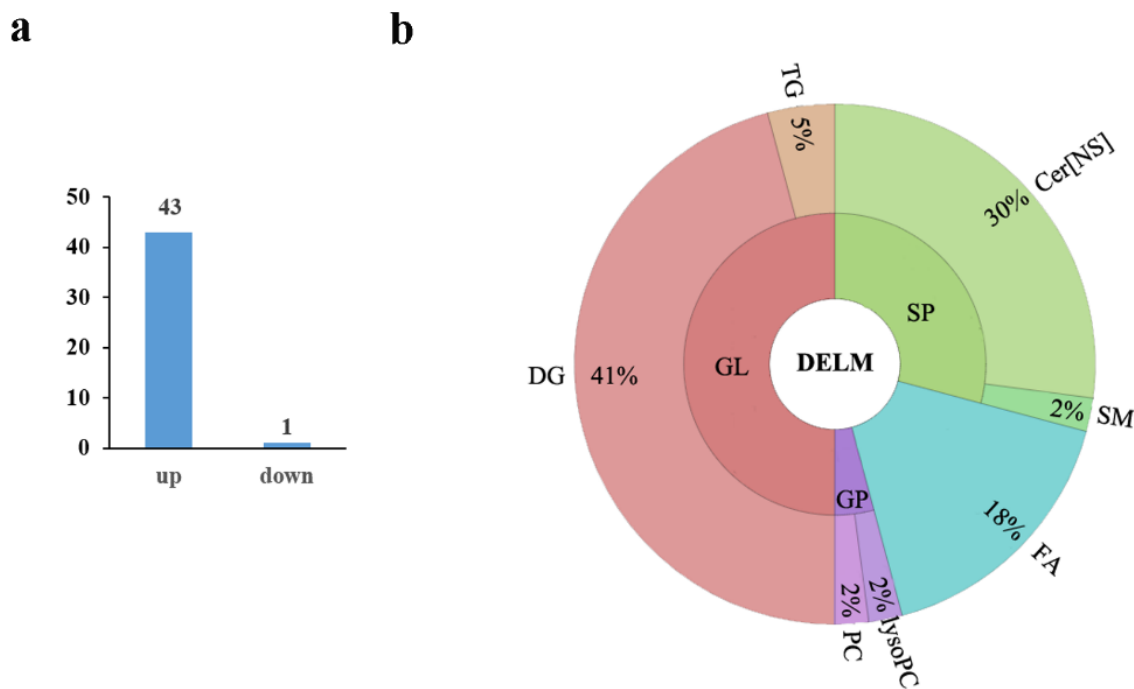 a
50
40
30
20
10
0
43
1
up
down
b
TG
5%
Cer[NS]
30%
SP
GL
DELM
DG
41%
2%
SM
GP
18%
FA
2%
PC
2%
lysoPC